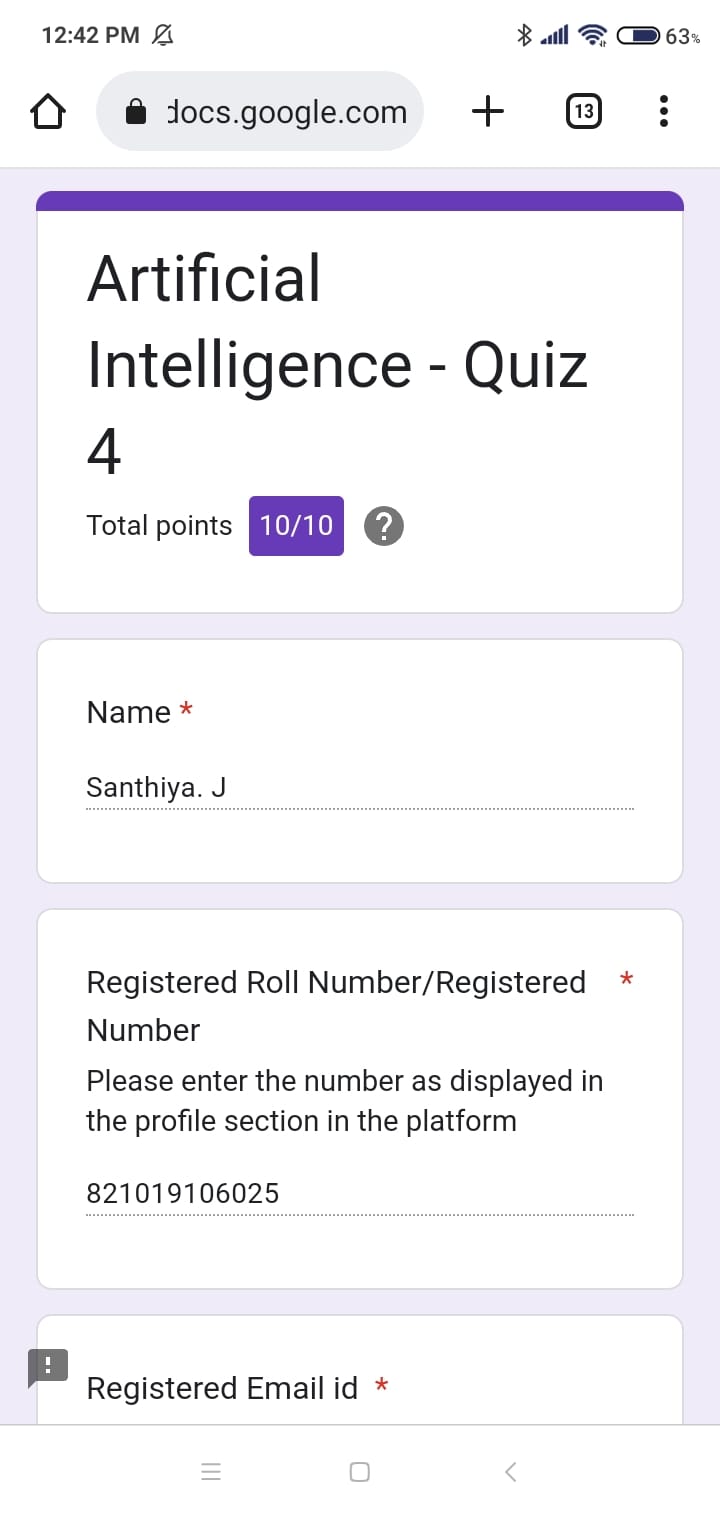 12:42 PM 63%
docs.google.com 13
Artificial
Intelligence - Quiz
4
Total points 10/10 ?
Name *
Santhiya. J
Registered Roll Number/Registered *
Number
Please enter the number as displayed in
the profile section in the platform
821019106025
!
Registered Email id *